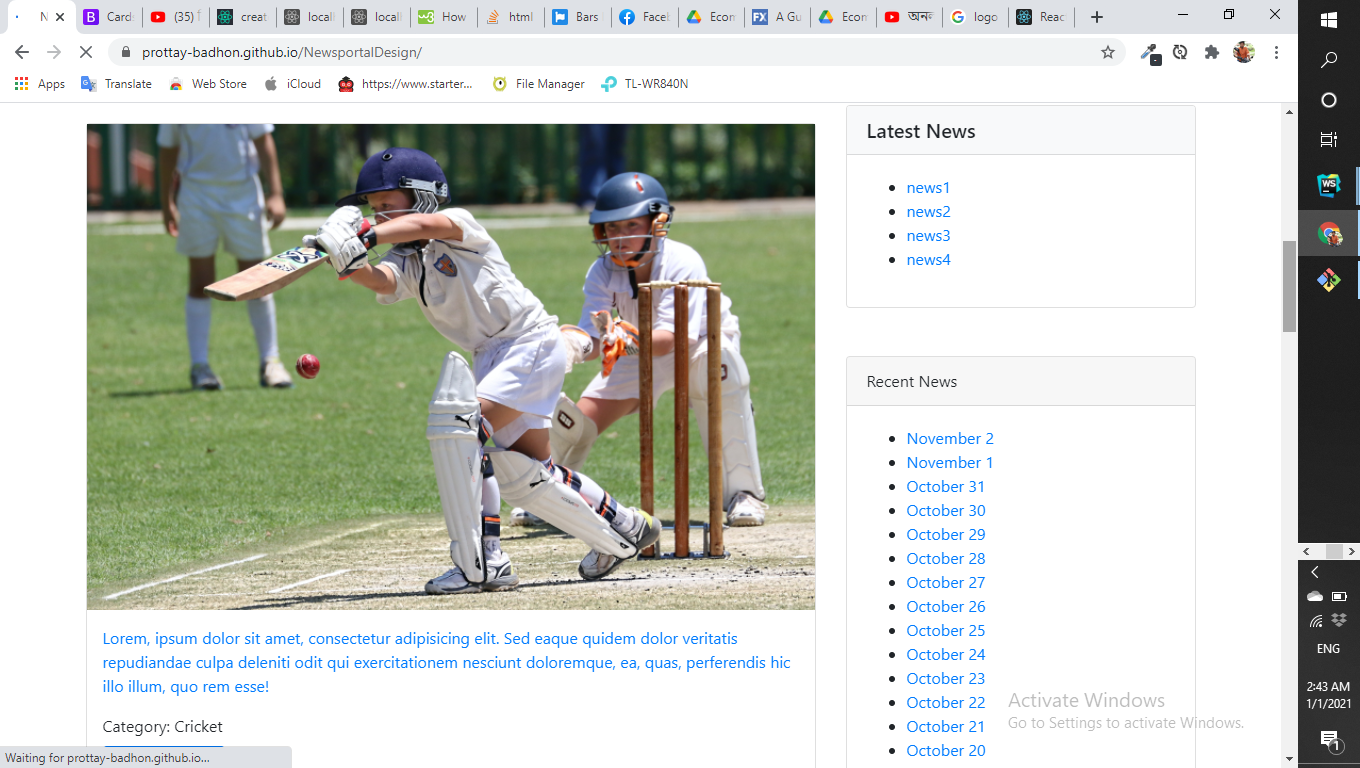 N
Cards
(35)
creat
locall
locali
How
html
Bars
Faceb
Econ
A Gu
Econ
logo
Reac
prottay-badhon.github.io/NewsportalDesign/
Apps
Translate
Web Store
iCloud
https://www.starter...
File Manager
TL-WR840N
Latest News
news1
news2
news3
news4
Recent News
November 2
November 1
October 31
October 30
October 29
October 28
October 27
October 26
October 25
October 24
October 23
October 22
October 21
October 20
Lorem, ipsum dolor sit amet, consectetur adipisicing elit. Sed eaque quidem dolor veritatis
repudiandae culpa deleniti odit qui exercitationem nesciunt doloremque, ea, quas, perferendis hic
illo illum, quo rem esse!
Category: Cricket
Waiting for prottay-badhon.github.io...
Activate Windows
Go to Settings to activate Windows.
WS
ENG
2:43 AM
1/1/2021
1